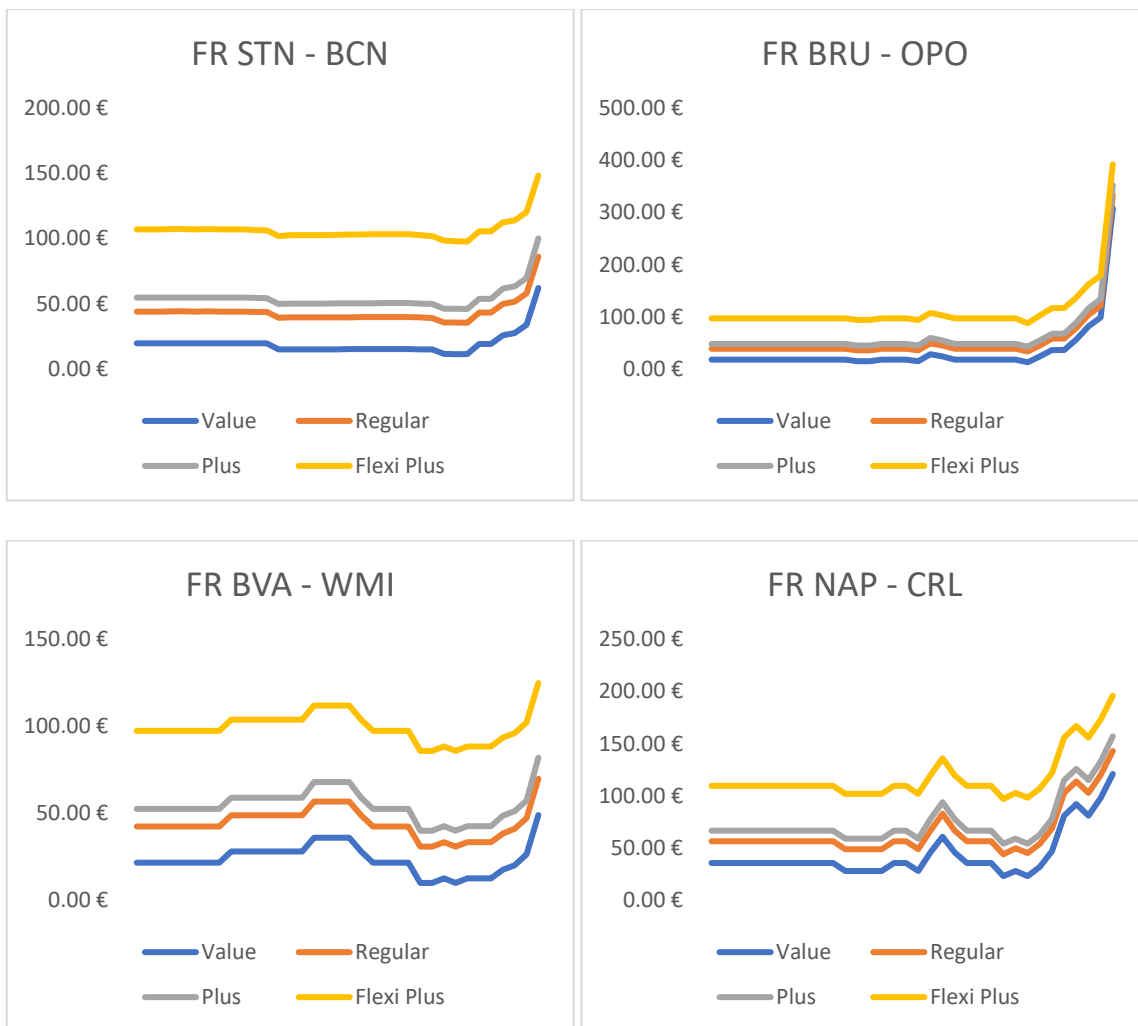 FR STN - BCN
200.00 €
150.00 €
100.00 €
50.00 €
0.00 €
Value Regular
Plus Flexi Plus
FR BRU - OPO
500.00 €
400.00 €
300.00 €
200.00 €
100.00 €
0.00 €
Value Regular
Plus Flexi Plus
FR BVA - WMI
150.00 €
100.00 €
50.00 €
0.00 €
Value Regular
Plus Flexi Plus
FR NAP - CRL
250.00 €
200.00 €
150.00 €
100.00 €
50.00 €
0.00 €
Value Regular
Plus Flexi Plus